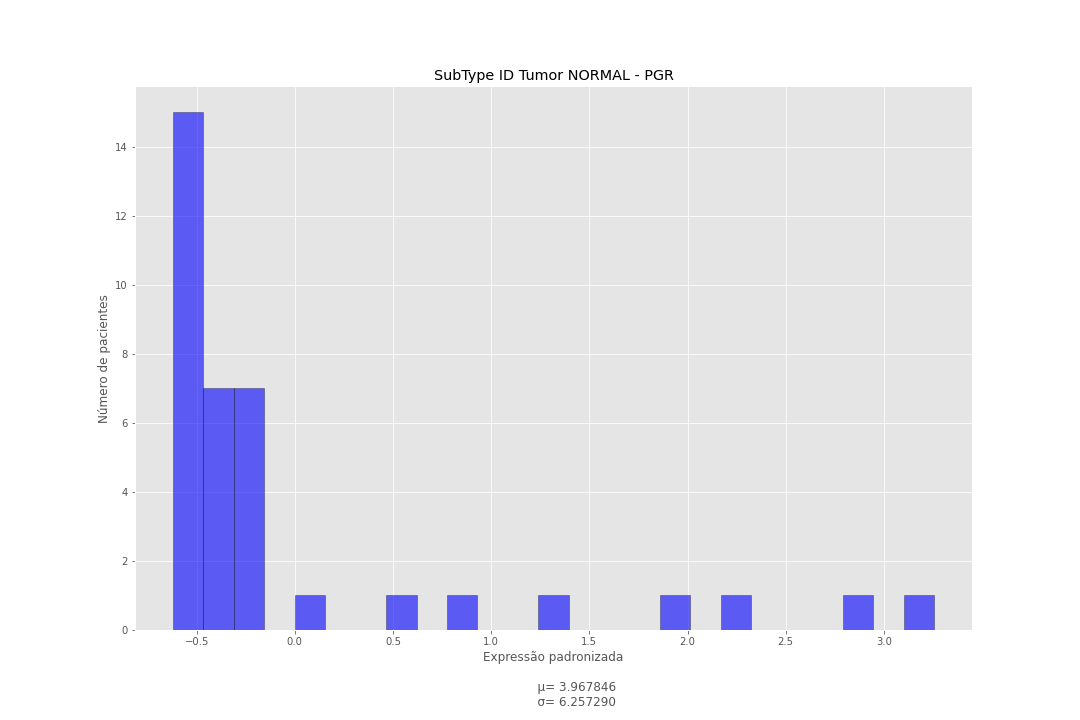 SubType ID Tumor NORMAL - PGR
Número de pacientes
14
12
10
8
6
4
2
0
−0.5 0.0 0.5 1.0 1.5 2.0 2.5 3.0
Expressão padronizada
μ= 3.967846
σ= 6.257290